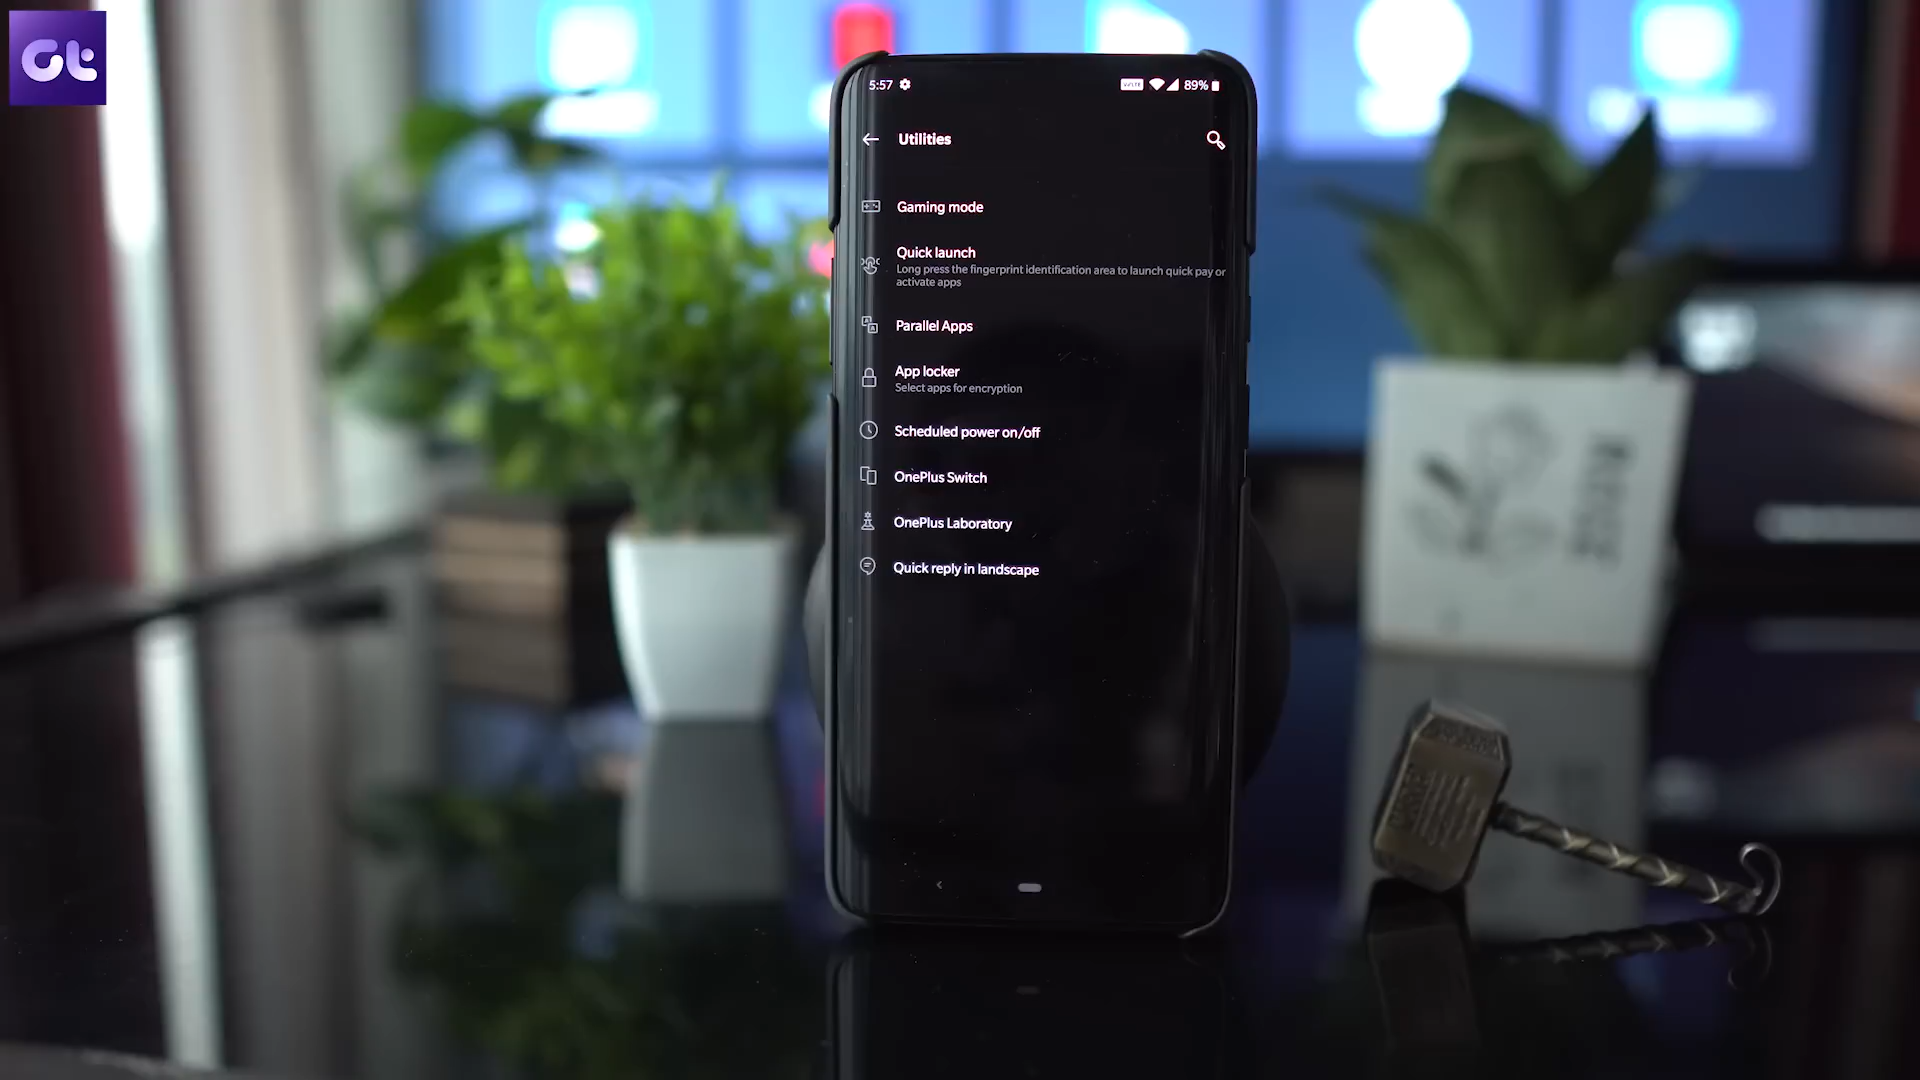 Gt
5:57
VoLTE 89%
Utilities
Gaming mode
Quick launch
Long press the fingerprint identification area to launch quick pay or
activate apps
Parallel Apps
App locker
Select apps for encryption
Scheduled power on/off
OnePlus Switch
OnePlus Laboratory
Quick reply in landscape